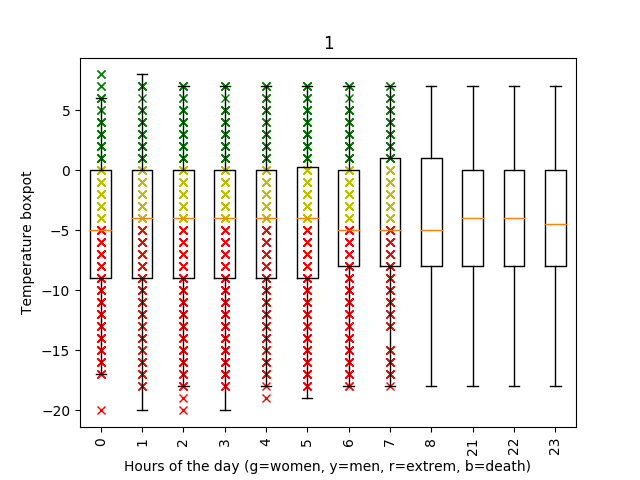 1
Temperature boxpot
5
0
−5
−10
−15
−20
0 1 2 3 4 5 6 7 8 21 22 23
Hours of the day (g=women, y=men, r=extrem, b=death)